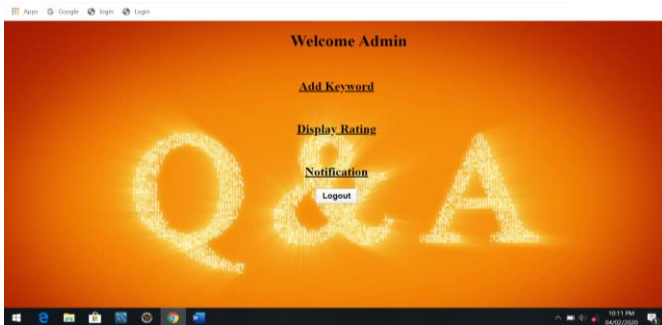 Apps Google login Login
Welcome Admin
Add Keyword
Display Rating
Notification
Logout
Q&A
10:11 PM
04/02/2020